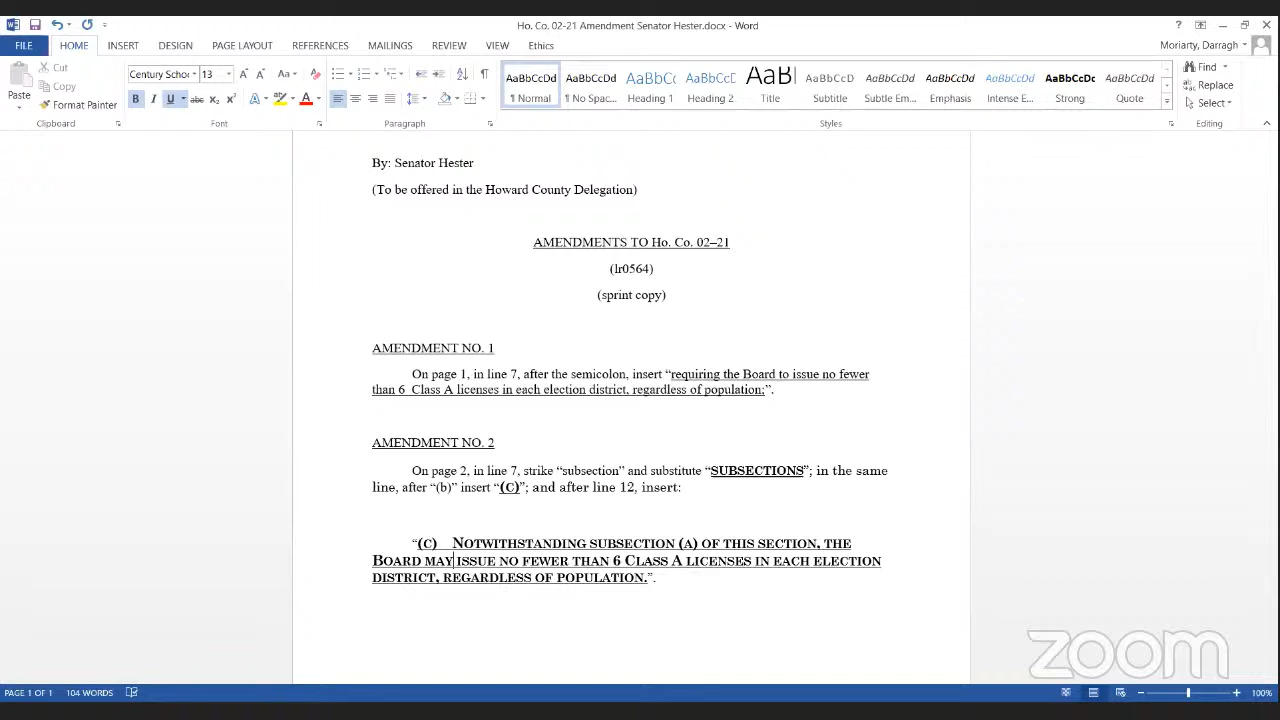 Ho. Co. 02-21 Amendment Senator Hester.docx - Word
FILE HOME INSERT DESIGN PAGE LAYOUT REFERENCES MAILINGS REVIEW VIEW Ethics
Moriarty, Darragh
Paste
Cut
Copy
Format Painter
Clipboard
Century Schoo 13
Font
Paragraph
AaBbCcDd AaBbCcDd AaBbC( AaBbCcD AaBl AaBbCcD AaBbCcDd AaBbCcDd AaBbCcDd AaBbCcDc AaBbCcDd
¶ Normal ¶ No Spac... Heading 1 Heading 2 Title Subtitle Subtle Em... Emphasis Intense E... Strong Quote
Styles
Find
Replace
Select
Editing
By: Senator Hester
(To be offered in the Howard County Delegation)
AMENDMENTS TO Ho. Co. 02–21
(lr0564)
(sprint copy)
AMENDMENT NO. 1
On page 1, in line 7, after the semicolon, insert “requiring the Board to issue no fewer
than 6 Class A licenses in each election district, regardless of population;”.
AMENDMENT NO. 2
On page 2, in line 7, strike “subsection” and substitute “SUBSECTIONS”; in the same
line, after “(b)” insert “(C)”; and after line 12, insert:
“(C) NOTWITHSTANDING SUBSECTION (A) OF THIS SECTION, THE
BOARD MAY ISSUE NO FEWER THAN 6 CLASS A LICENSES IN EACH ELECTION
DISTRICT, REGARDLESS OF POPULATION.”.
zoom
PAGE 1 OF 1 104 WORDS
100%